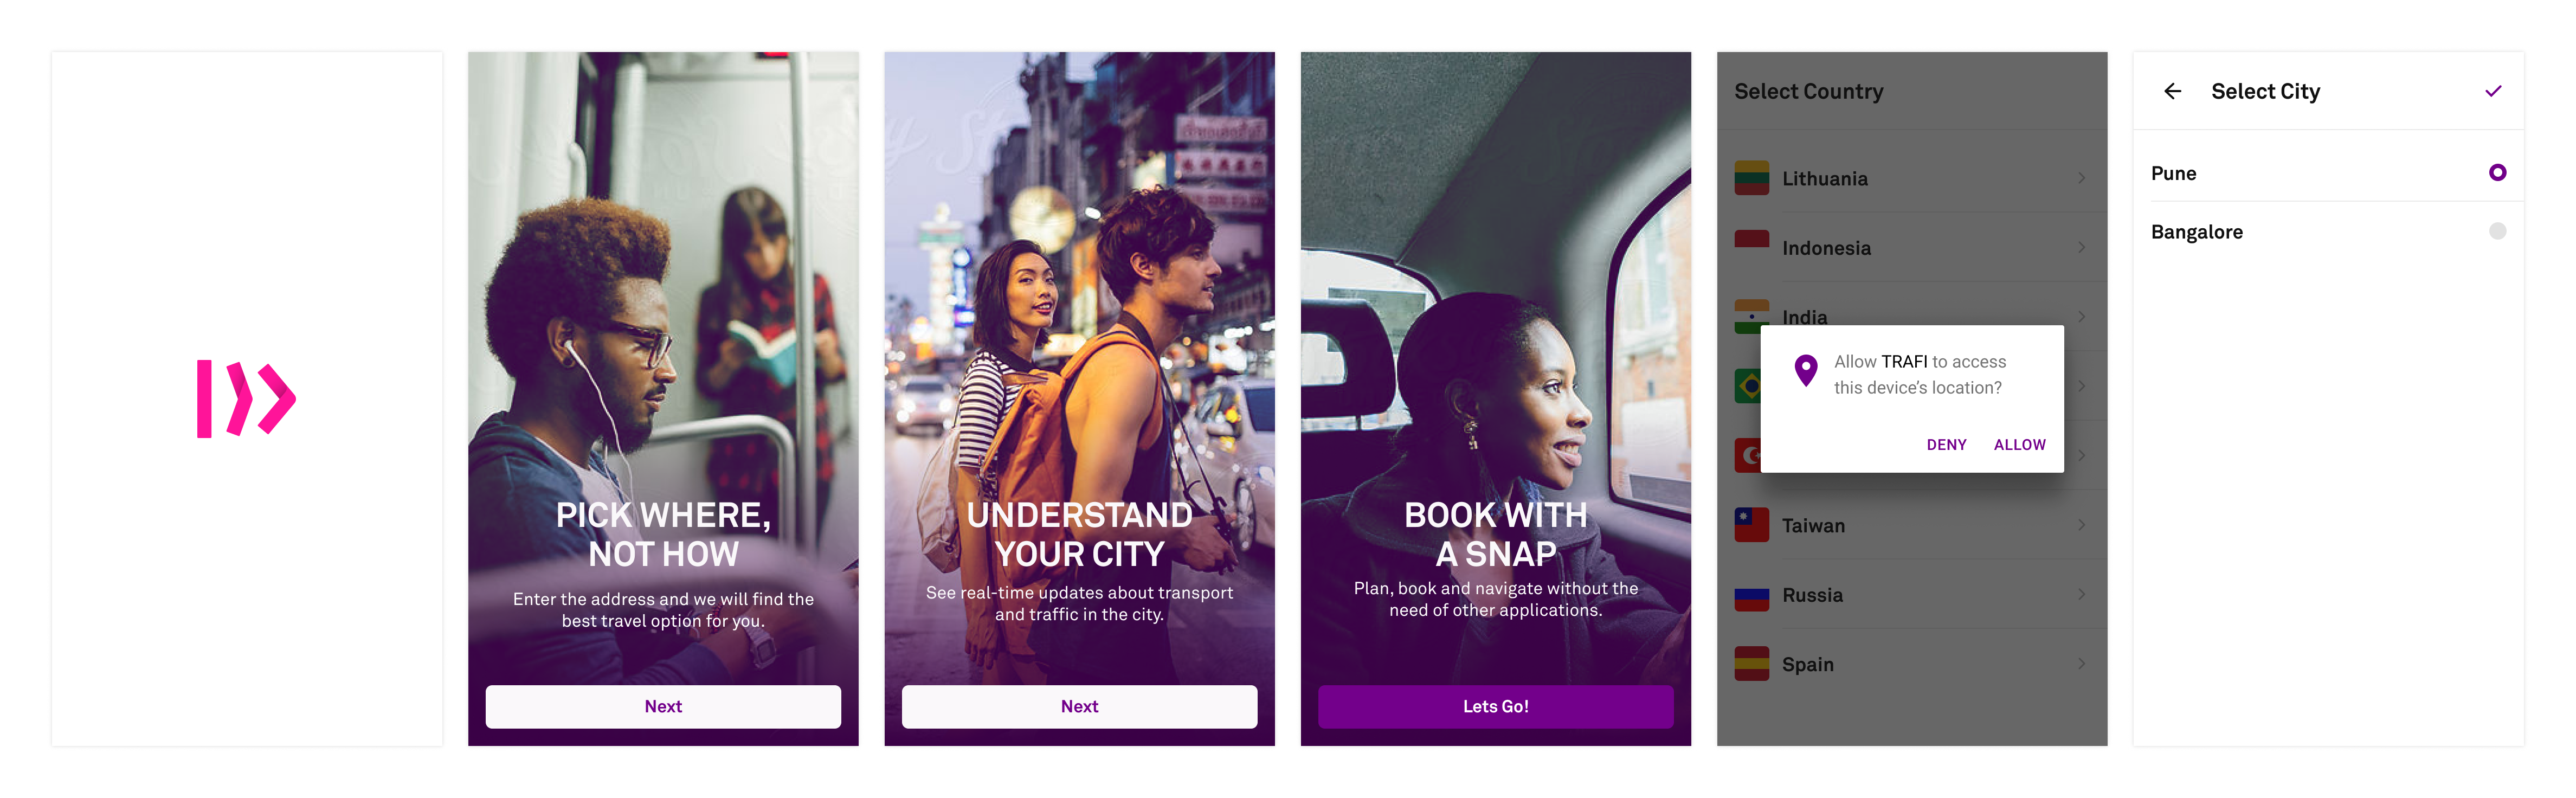 PICK WHERE,
NOT HOW
Enter the address and we will find the
best travel option for you.
Next
UNDERSTAND
YOUR CITY
See real-time updates about transport
and traffic in the city.
Next
BOOK WITH
A SNAP
Plan, book and navigate without the
need of other applications.
Lets Go!
Select Country
Lithuania
Indonesia
India
Allow TRAFI to access
this device's location?
DENY ALLOW
Taiwan
Russia
Spain
Select City
Pune
Bangalore